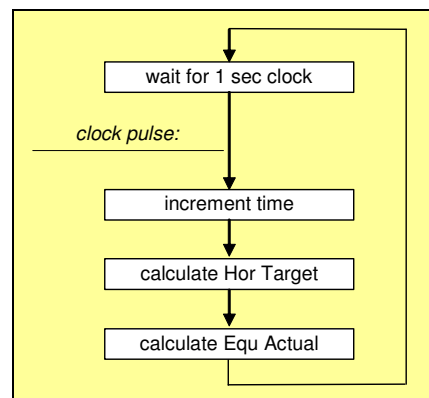 wait for 1 sec clock
clock pulse:
increment time
calculate Hor Target
calculate Equ Actual